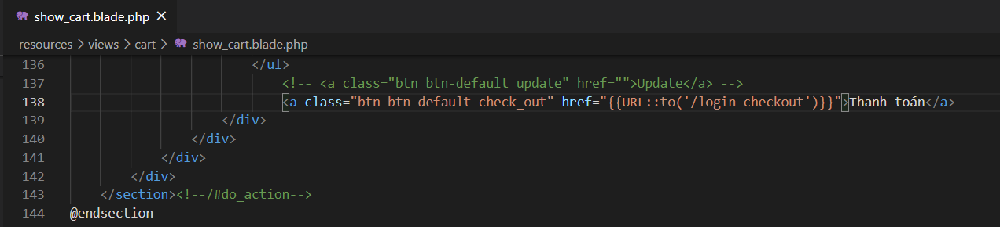 show_cart.blade.php ×
resources > views > cart > show_cart.blade.php
136 </ul>
137 <!-- <a class="btn btn-default update" href="">Update</a> -->
138 <a class="btn btn-default check_out" href="{{URL::to('/login-checkout')}}">Thanh toán</a>
139 </div>
140 </div>
141 </div>
142 </div>
143 </section><!--/#do_action-->
144 @endsection